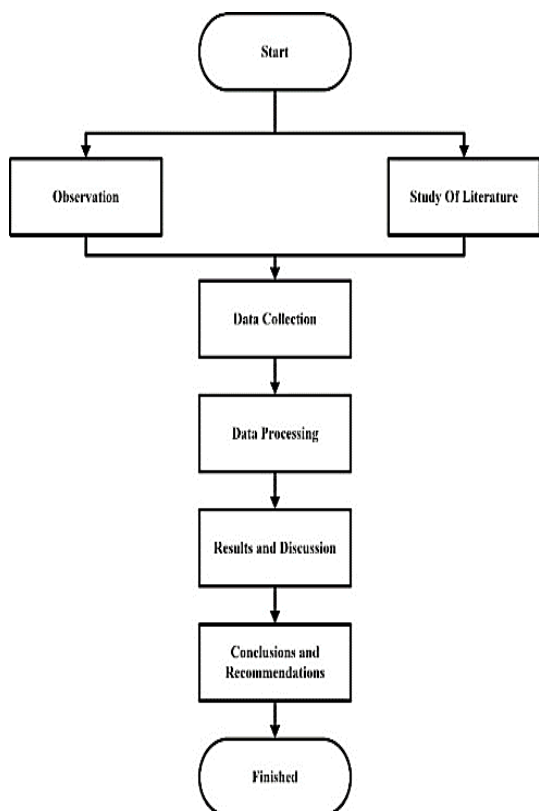 Start
Observation
Study Of Literature
Data Collection
Data Processing
Results and Discussion
Conclusions and
Recommendations
Finished